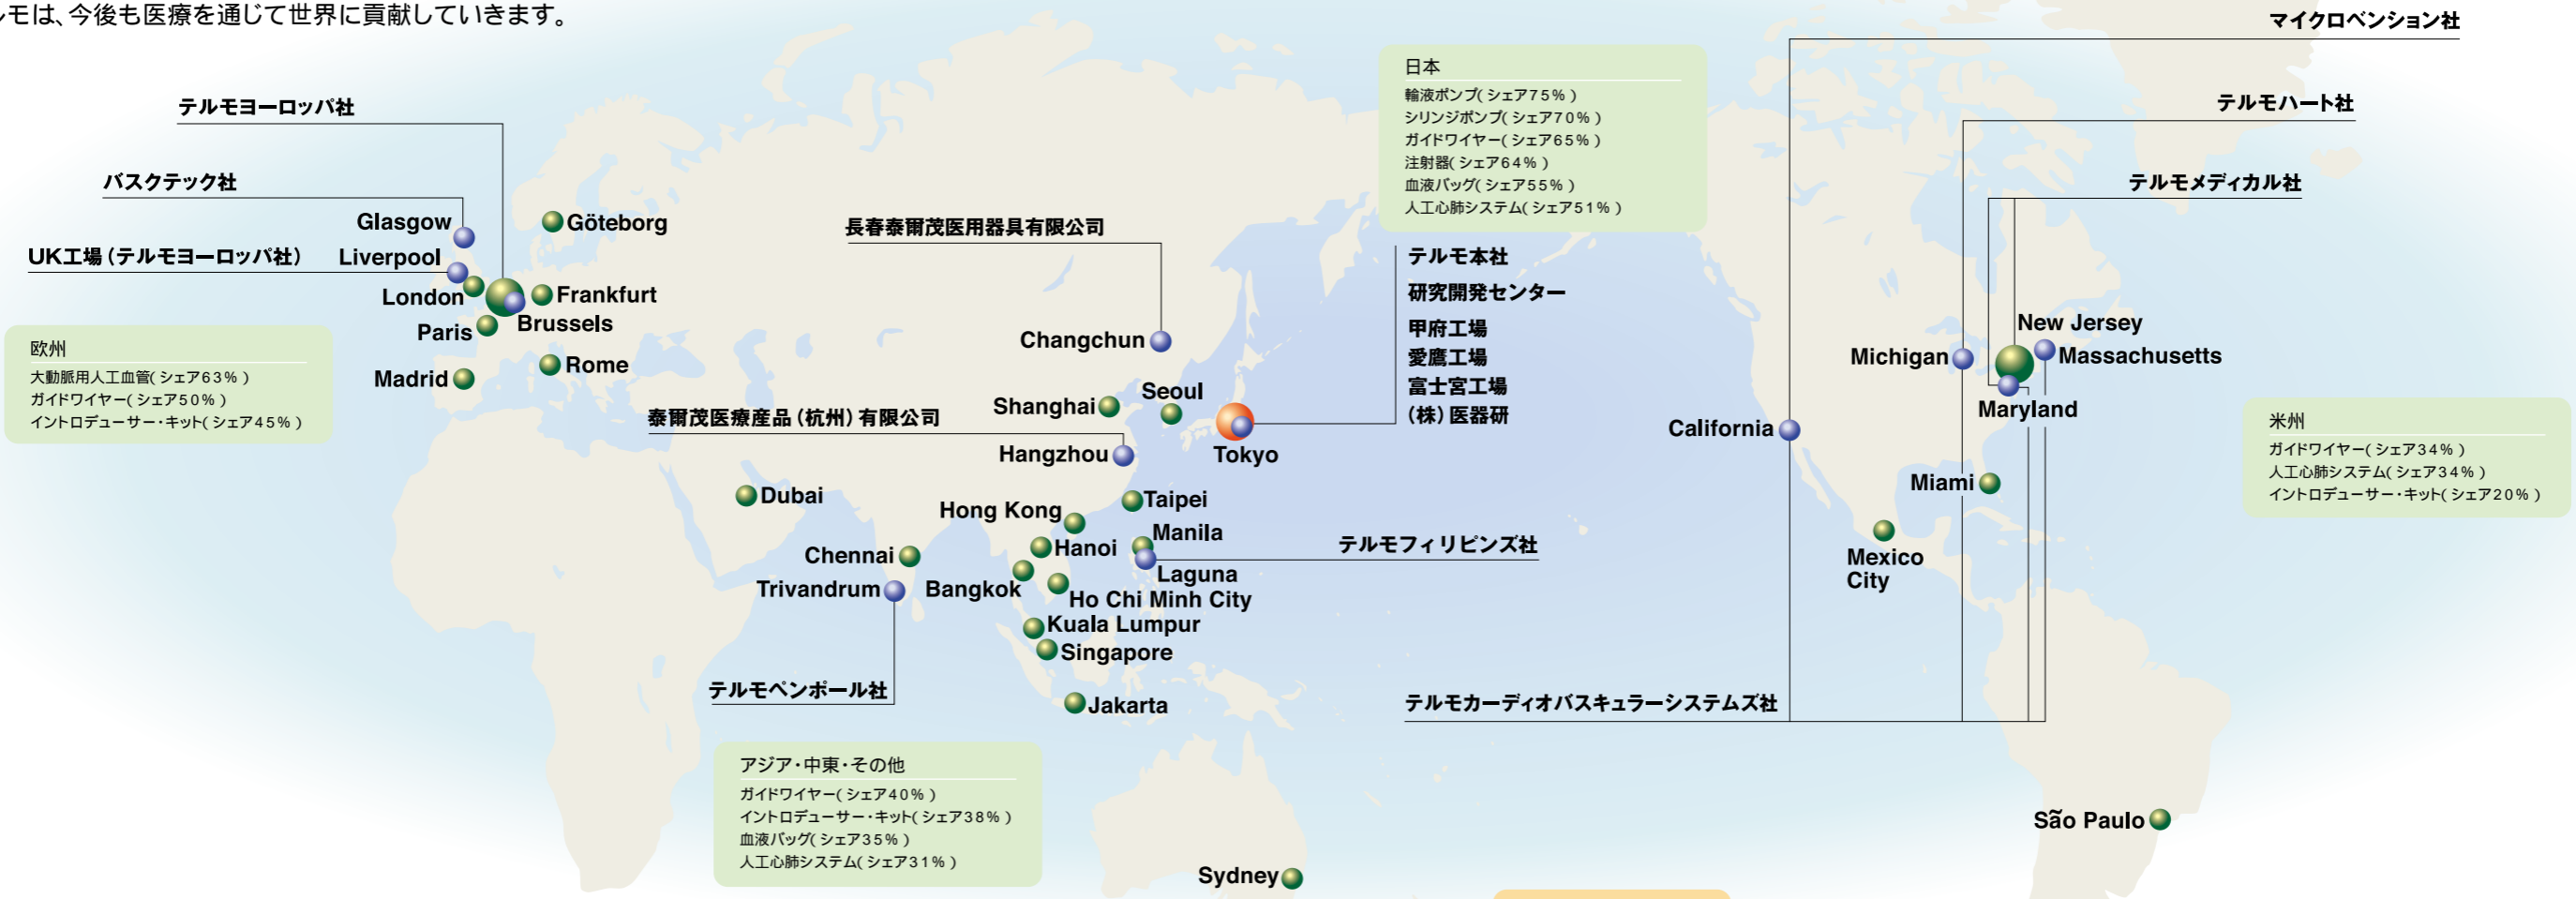 ルモは、今後も医療を通じて世界に貢献していきます。
マイクロベンション社
テルモハート社
テルモメディカル社
テルモヨーロッパ社
バスクテック社
UK工場（テルモヨーロッパ社）
Glasgow
Liverpool
London
Paris
Madrid
Göteborg
Frankfurt
Brussels
Rome
欧州
大動脈用人工血管(シェア63%)
ガイドワイヤー(シェア50%)
イントロデューサー・キット(シェア45%)
長春泰爾茂医用器具有限公司
Changchun
Shanghai
Seoul
泰爾茂医療産品（杭州）有限公司
Hangzhou
Tokyo
日本
輸液ポンプ(シェア75%)
シリンジポンプ(シェア70%)
ガイドワイヤー(シェア65%)
注射器(シェア64%)
血液バッグ(シェア55%)
人工心肺システム(シェア51%)
テルモ本社
研究開発センター
甲府工場
愛鷹工場
富士宮工場
（株）医器研
Dubai
Chennai
Trivandrum
Hong Kong
Taipei
Hanoi
Manila
Laguna
テルモフィリピンズ社
Bangkok
Ho Chi Minh City
Kuala Lumpur
Singapore
Jakarta
テルモペンポール社
アジア・中東・その他
ガイドワイヤー(シェア40%)
イントロデューサー・キット(シェア38%)
血液バッグ(シェア35%)
人工心肺システム(シェア31%)
Sydney
California
Michigan
New Jersey
Massachusetts
Maryland
Miami
Mexico
City
テルモカーディオバスキュラーシステムズ社
São Paulo
米州
ガイドワイヤー(シェア34%)
人工心肺システム(シェア34%)
イントロデューサー・キット(シェア20%)